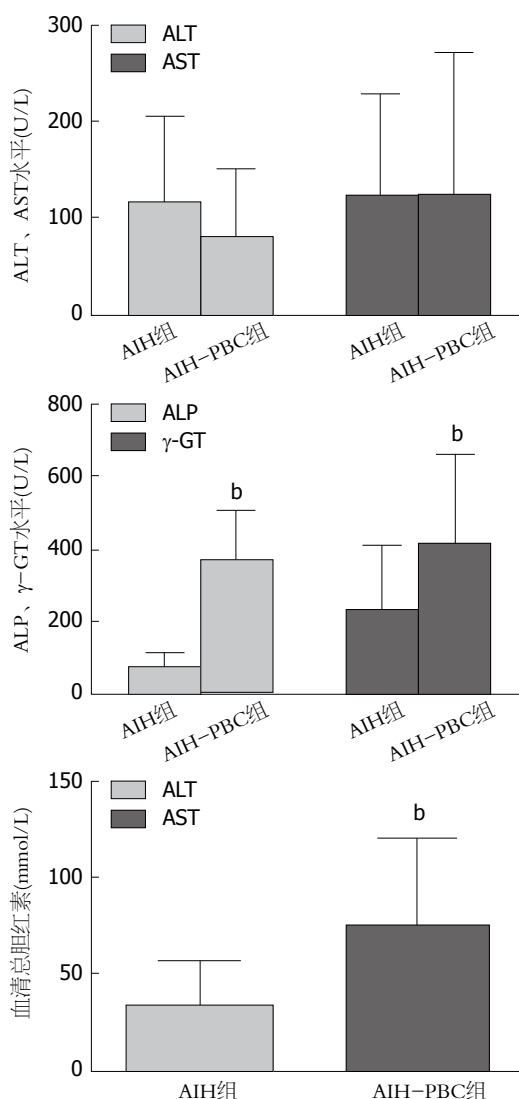 300
200
100
0
ALT、AST水平(U/L)
ALT
AST
AIH组
AIH-PBC组
AIH组
AIH-PBC组
800
600
400
200
0
ALP、γ-GT水平(U/L)
ALP
γ-GT
b
b
AIH组
AIH-PBC组
AIH组
AIH-PBC组
150
100
50
0
血清总胆红素(mmol/L)
ALT
AST
b
AIH组
AIH-PBC组